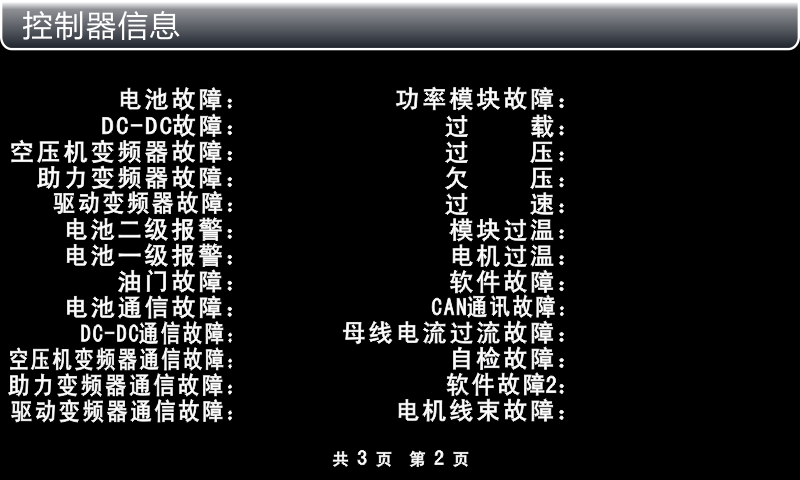 控制器信息
电池故障：
DC-DC故障：
空压机变频器故障：
助力变频器故障：
驱动变频器故障：
电池二级报警：
电池一级报警：
油门故障：
电池通信故障：
DC-DC通信故障：
空压机变频器通信故障：
助力变频器通信故障：
驱动变频器通信故障：
功率模块故障：
过 载：
过 压：
欠 压：
过 速：
模块过温：
电机过温：
软件故障：
CAN通讯故障：
母线电流过流故障：
自检故障：
软件故障2：
电机线束故障：
共 3 页 第 2 页